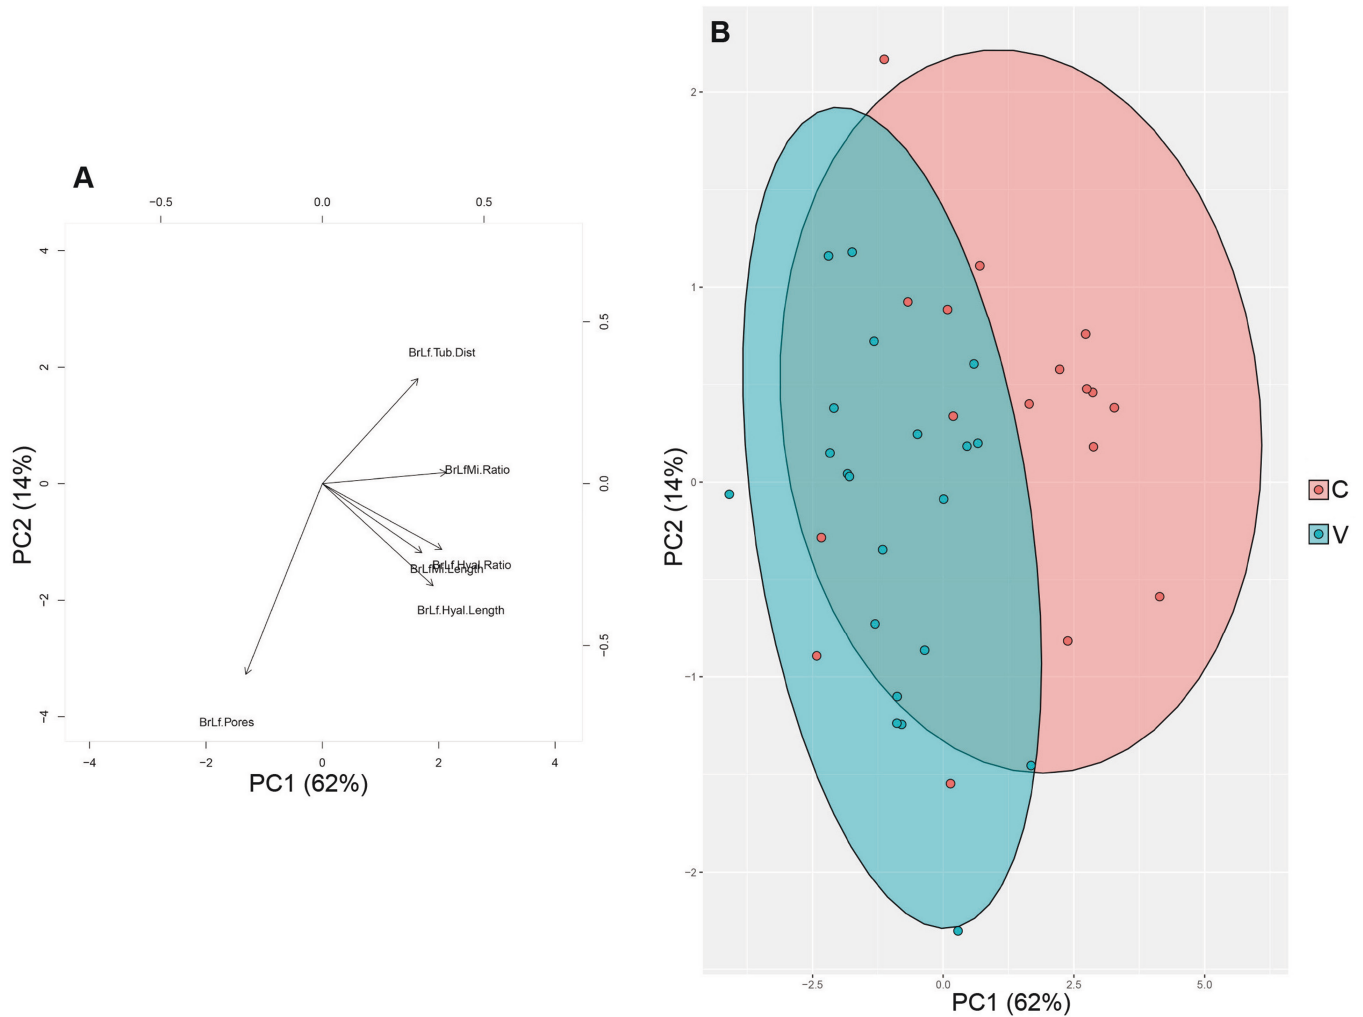 A
B
−0.5 0.0 0.5
4
2
0
−2
−4
0.5
0.0
−0.5
BrLf.Tub.Dist
BrLfMi.Ratio
BrLf.Hyal.Ratio
BrLfMi.Length
BrLf.Hyal.Length
BrLf.Pores
−4 −2 0 2 4
PC1 (62%)
PC2 (14%)
2
1
0
−1
−2
PC2 (14%)
−2.5 0.0 2.5 5.0
PC1 (62%)
C
V